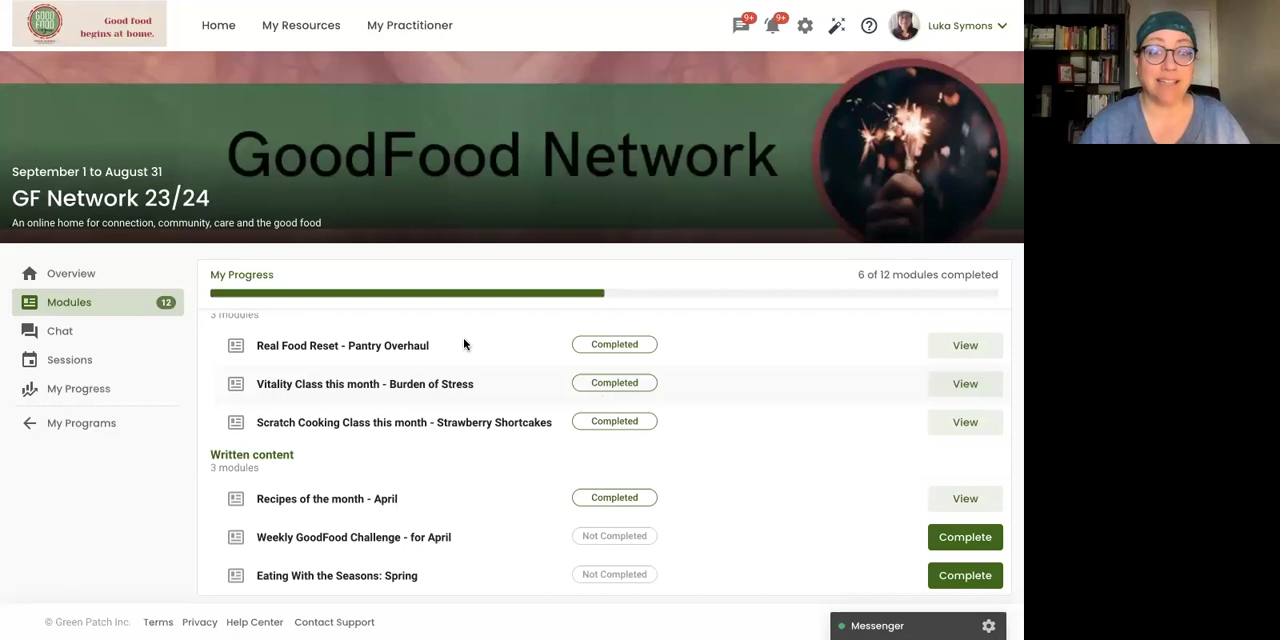 GOOD
FOOD
Good food
begins at home.
Home
My Resources
My Practitioner
9+
9+
Luka Symons
GoodFood Network
September 1 to August 31
GF Network 23/24
An online home for connection, community, care and the good food
Overview
Modules
12
Chat
Sessions
My Progress
My Programs
My Progress
6 of 12 modules completed
3 modules
Real Food Reset - Pantry Overhaul
Completed
View
Vitality Class this month - Burden of Stress
Completed
View
Scratch Cooking Class this month - Strawberry Shortcakes
Completed
View
Written content
3 modules
Recipes of the month - April
Completed
View
Weekly GoodFood Challenge - for April
Not Completed
Complete
Eating With the Seasons: Spring
Not Completed
Complete
© Green Patch Inc.
Terms
Privacy
Help Center
Contact Support
Messenger